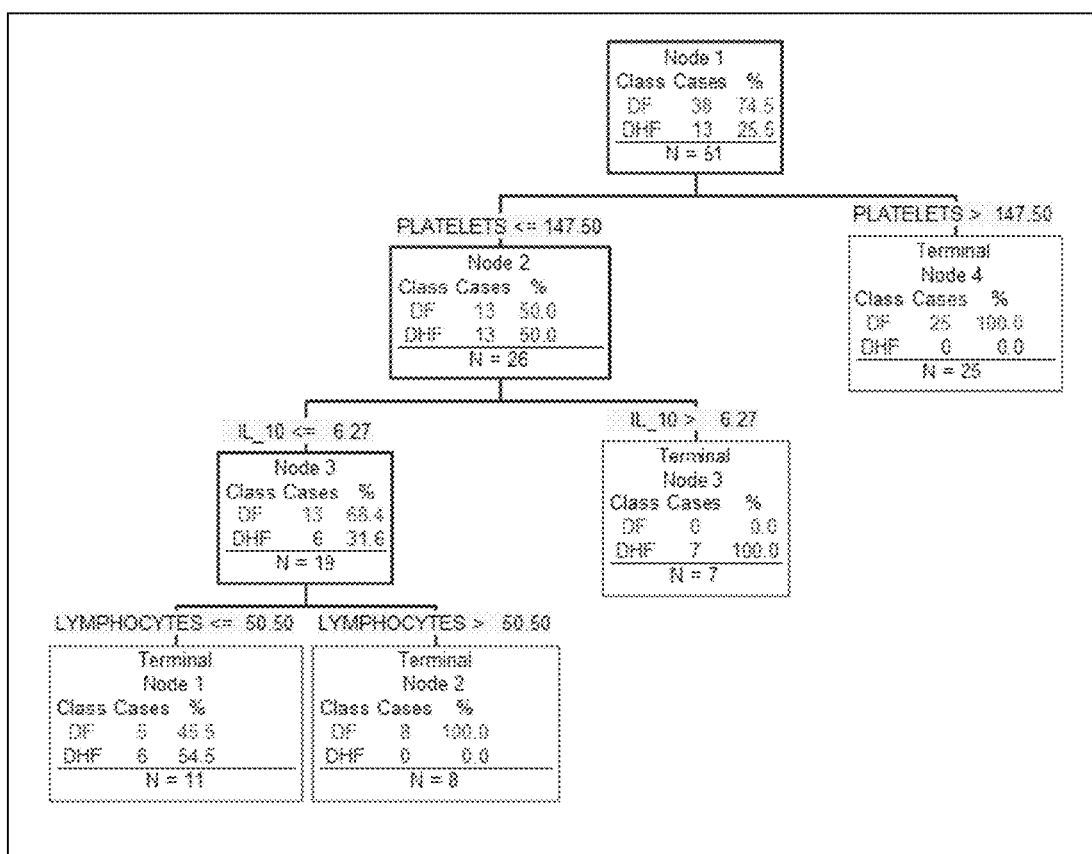 Node 1
Class Cases %
DF 38 74.5
DHF 13 25.5
N = 51
PLATELETS <= 147.50
PLATELETS > 147.50
Node 2
Class Cases %
DF 13 50.0
DHF 13 50.0
N = 26
Terminal
Node 4
Class Cases %
DF 25 100.0
DHF 0 0.0
N = 25
IL_10 <= 6.27
IL_10 > 6.27
Node 3
Class Cases %
DF 13 68.4
DHF 6 31.6
N = 19
Terminal
Node 3
Class Cases %
DF 0 0.0
DHF 7 100.0
N = 7
LYMPHOCYTES <= 50.50
LYMPHOCYTES > 50.50
Terminal
Node 1
Class Cases %
DF 5 45.5
DHF 6 54.5
N = 11
Terminal
Node 2
Class Cases %
DF 8 100.0
DHF 0 0.0
N = 8